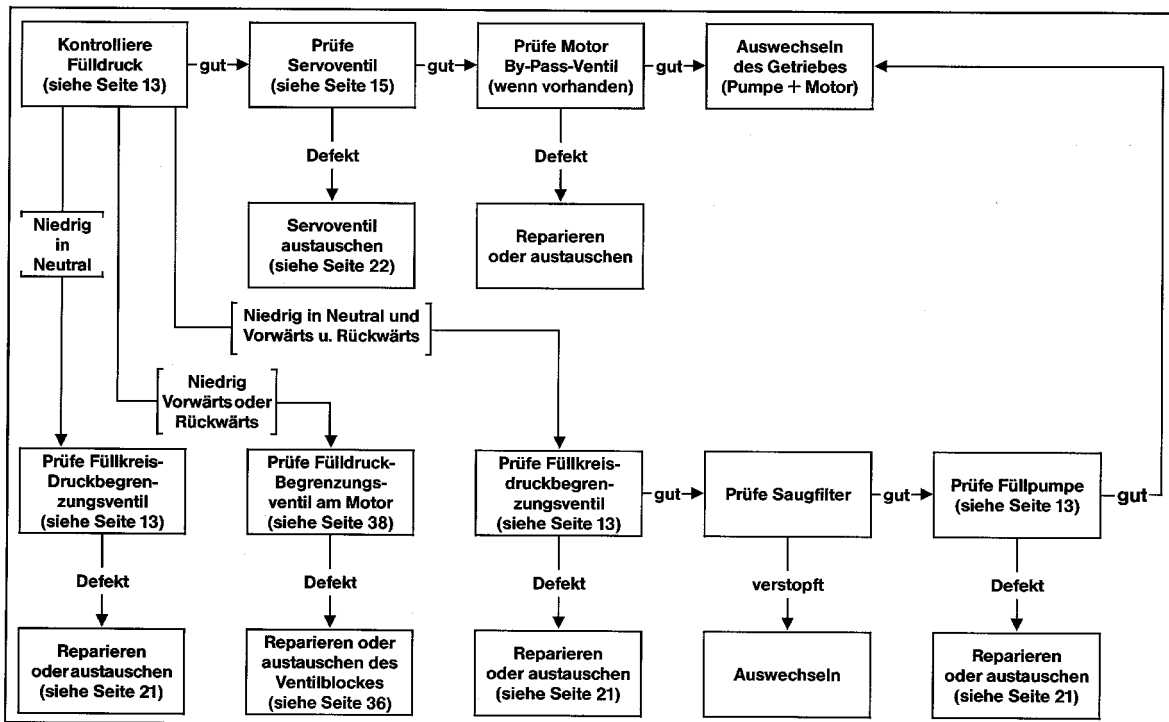 Kontrolliere
Fülldruck
(siehe Seite 13)
gut
Prüfe
Servoventil
(siehe Seite 15)
gut
Prüfe Motor
By-Pass-Ventil
(wenn vorhanden)
gut
Auswechseln
des Getriebes
(Pumpe + Motor)
Defekt
Defekt
Servoventil
austauschen
(siehe Seite 22)
Reparieren
oder austauschen
Niedrig
in
Neutral
Niedrig in Neutral und
Vorwärts u. Rückwärts
Niedrig
Vorwärts oder
Rückwärts
Prüfe Füllkreis-
Druckbegren-
zungsventil
(siehe Seite 13)
Prüfe Fülldruck-
Begrenzungs-
ventil am Motor
(siehe Seite 38)
Prüfe Füllkreis-
druckbegren-
zungsventil
(siehe Seite 13)
gut
Prüfe Saugfilter
gut
Prüfe Füllpumpe
(siehe Seite 13)
gut
Defekt
Defekt
Defekt
verstopft
Defekt
Reparieren
oder austauschen
(siehe Seite 21)
Reparieren oder
austauschen des
Ventilblockes
(siehe Seite 36)
Reparieren
oder austauschen
(siehe Seite 21)
Auswechseln
Reparieren
oder austauschen
(siehe Seite 21)